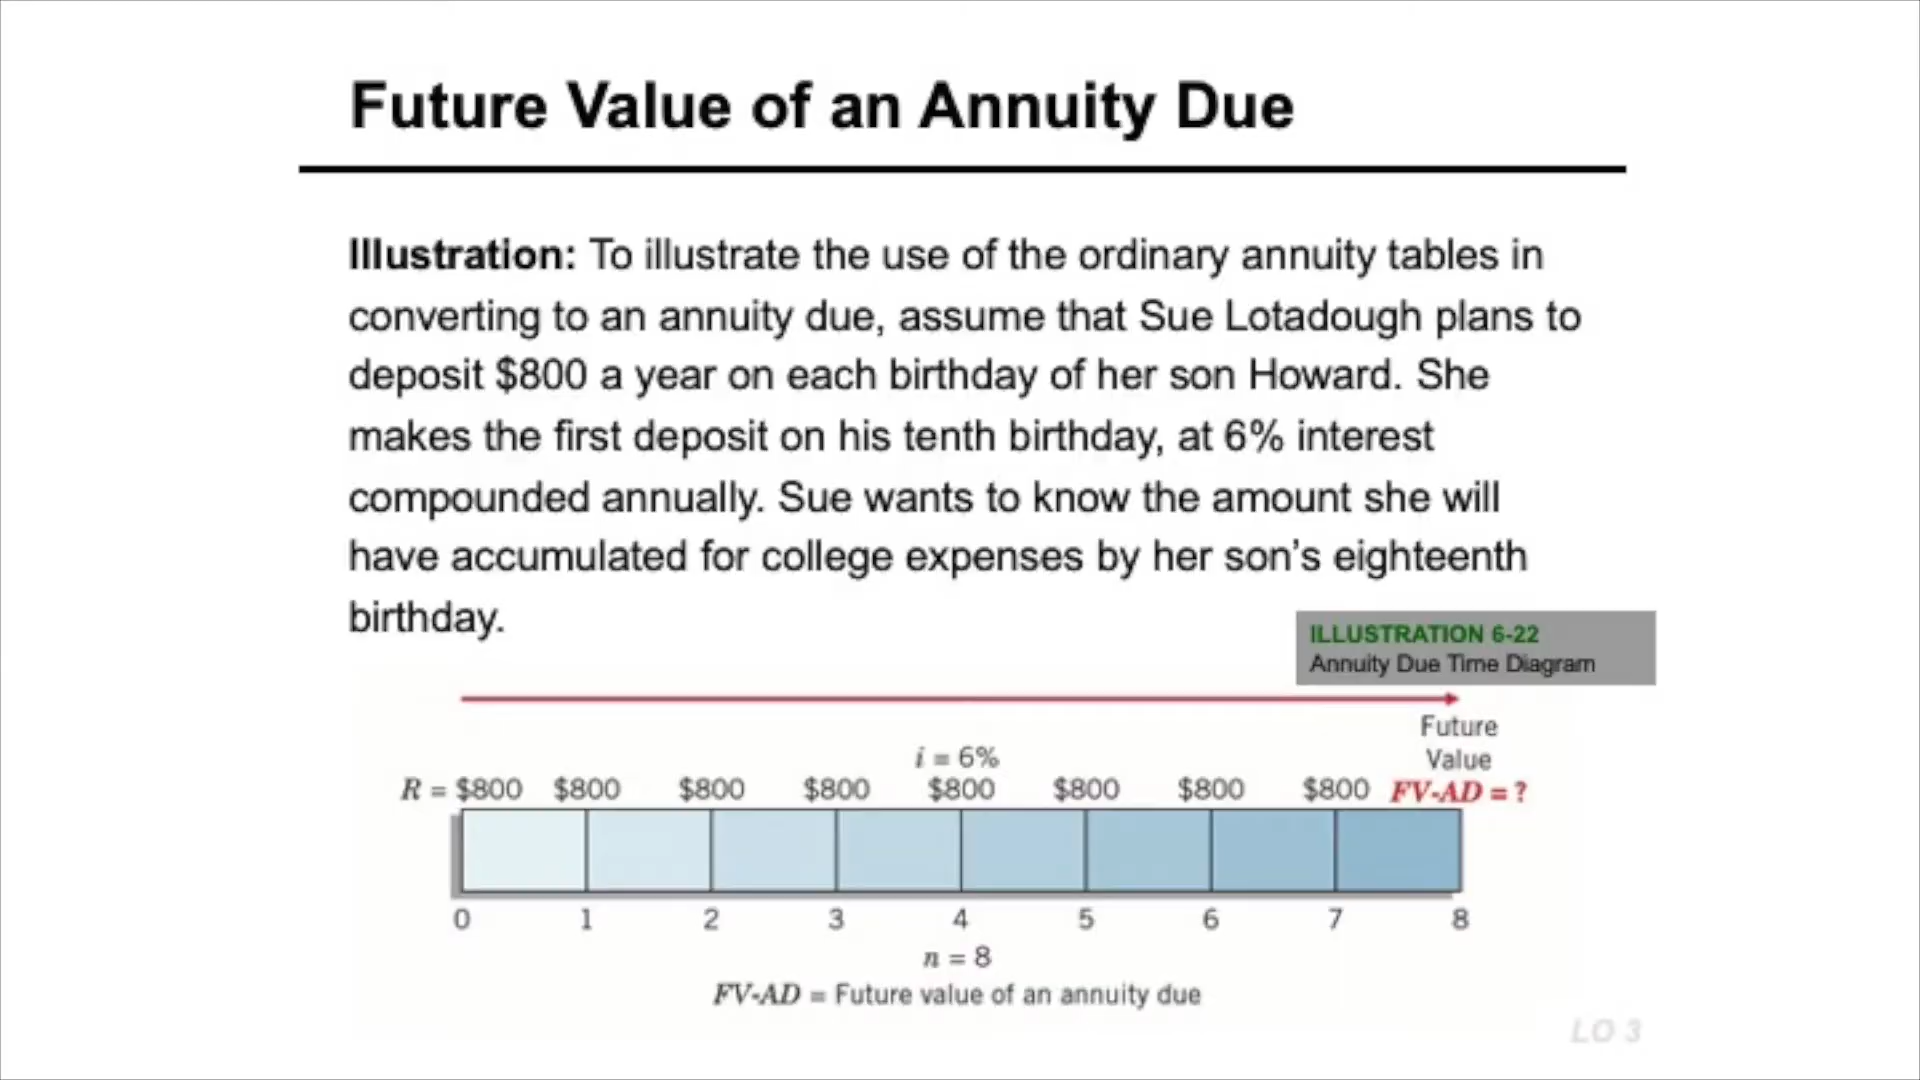 Future Value of an Annuity Due
Illustration: To illustrate the use of the ordinary annuity tables in
converting to an annuity due, assume that Sue Lotadough plans to
deposit $800 a year on each birthday of her son Howard. She
makes the first deposit on his tenth birthday, at 6% interest
compounded annually. Sue wants to know the amount she will
have accumulated for college expenses by her son’s eighteenth
birthday.
ILLUSTRATION 6-22
Annuity Due Time Diagram
Future
Value
i = 6%
R = $800 $800 $800 $800 $800 $800 $800 $800 FV-AD = ?
0 1 2 3 4 5 6 7 8
n = 8
FV-AD = Future value of an annuity due
LO 3